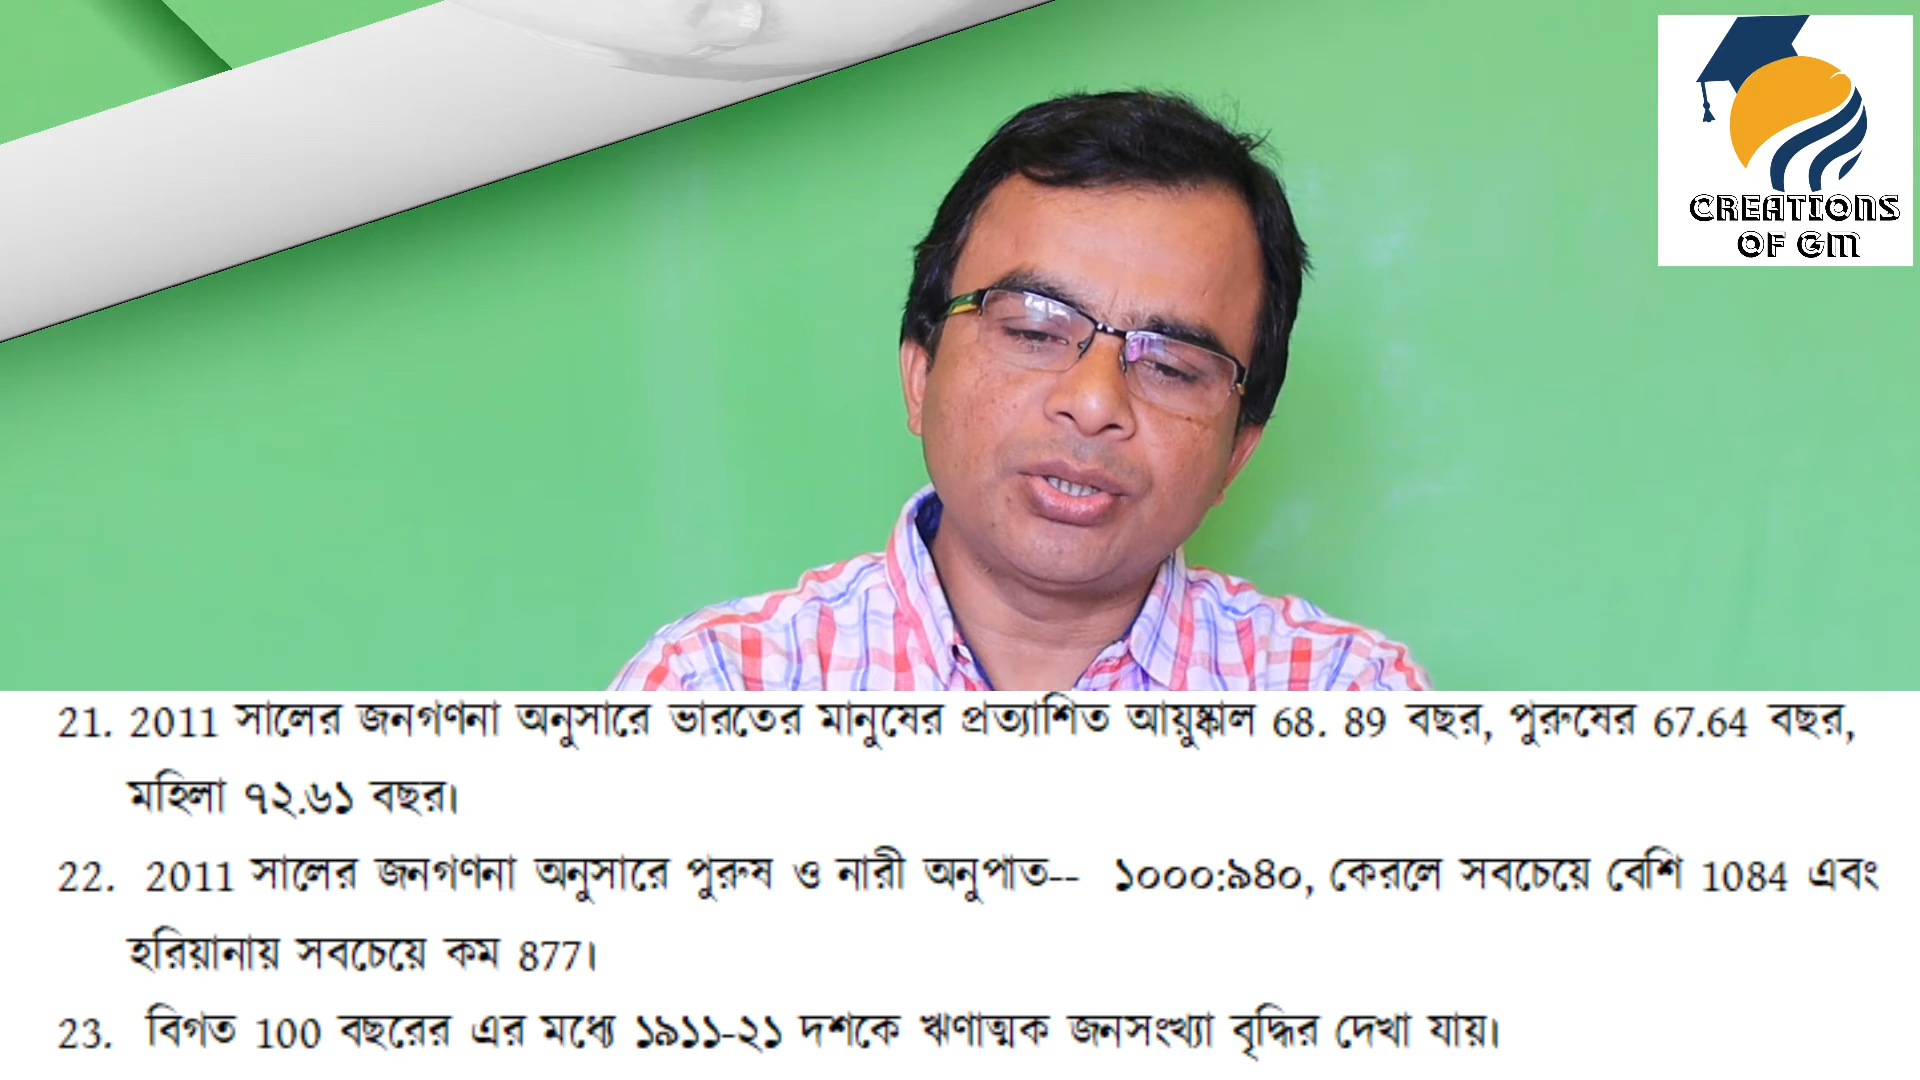 CREATIONS
OF GM
21. 2011 সালের জনগণনা অনুসারে ভারতের মানুষের প্রত্যাশিত আয়ুষ্কাল 68. 89 বছর, পুরুষের 67.64 বছর,
মহিলা ৭২.৬১ বছর।
22. 2011 সালের জনগণনা অনুসারে পুরুষ ও নারী অনুপাত-- ১০০০:৯৪০, কেরলে সবচেয়ে বেশি 1084 এবং
হরিয়ানায় সবচেয়ে কম 877।
23. বিগত 100 বছরের এর মধ্যে ১৯১১-২১ দশকে ঋণাত্মক জনসংখ্যা বৃদ্ধির দেখা যায়।